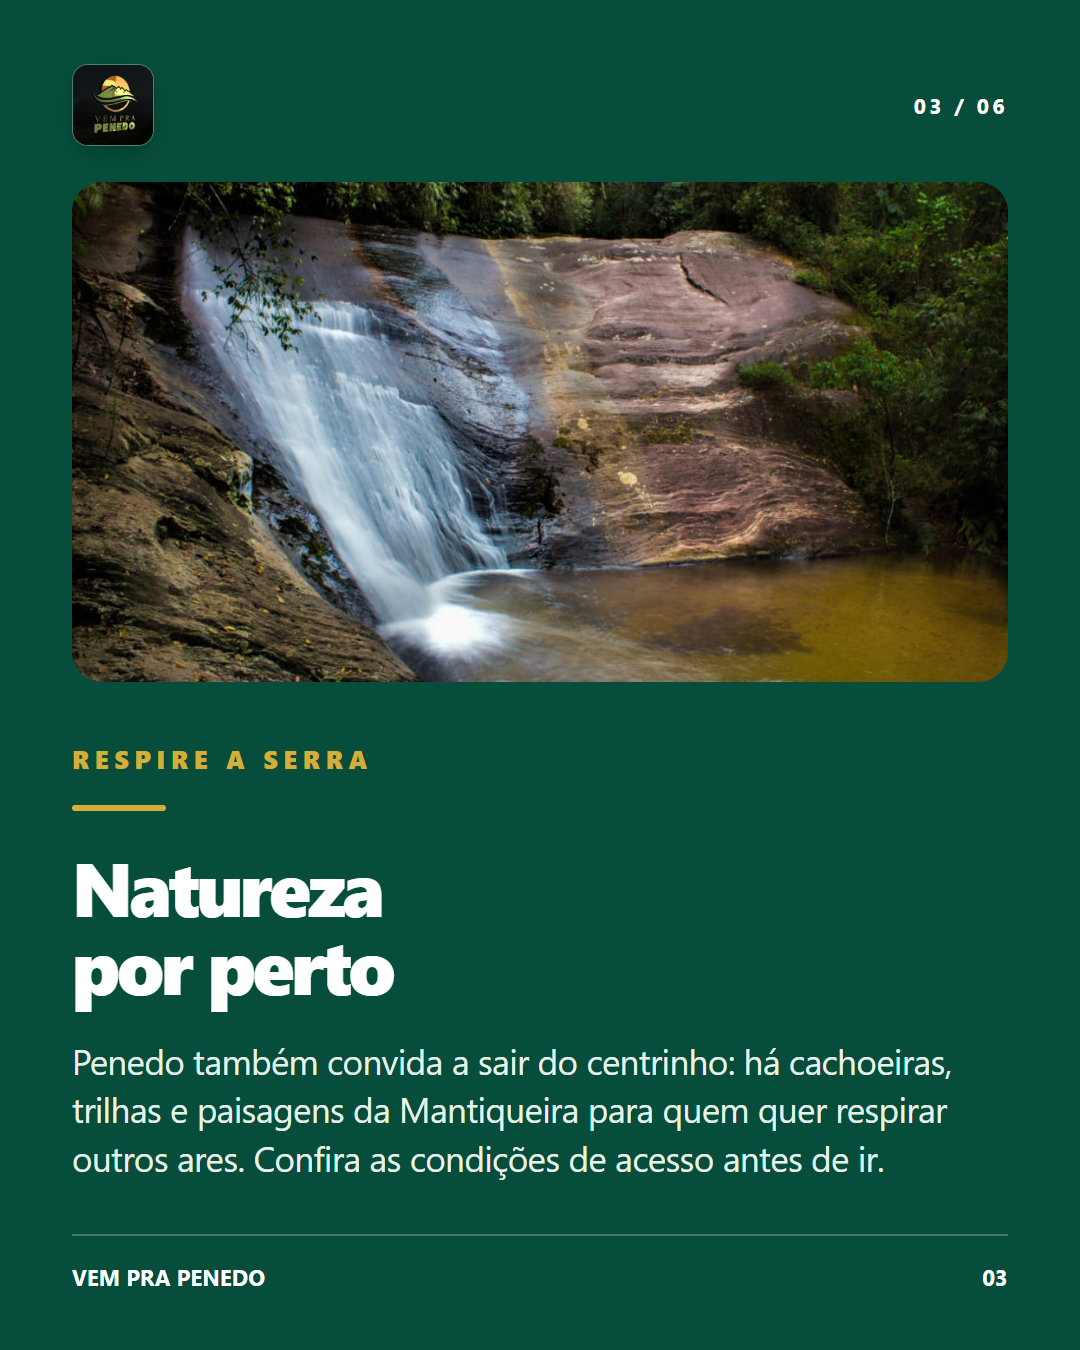 VEM PRA
PENEDO
03 / 06
RESPIRE A SERRA
Natureza
por perto
Penedo também convida a sair do centrinho: há cachoeiras,
trilhas e paisagens da Mantiqueira para quem quer respirar
outros ares. Confira as condições de acesso antes de ir.
VEM PRA PENEDO
03